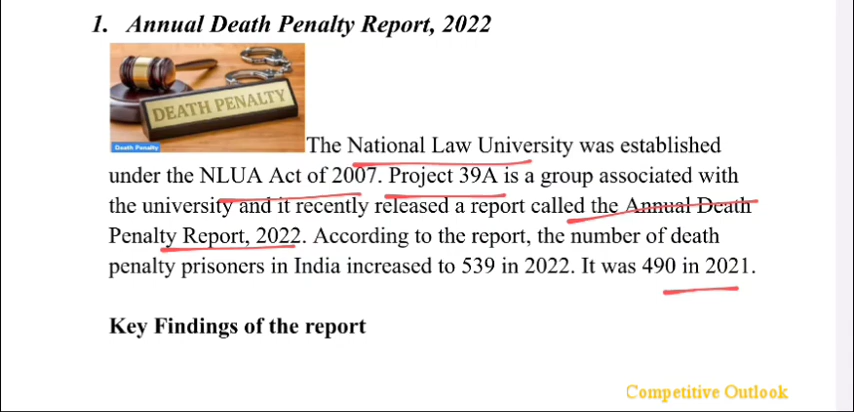 1. Annual Death Penalty Report, 2022
DEATH PENALTY
Death Penalty
The National Law University was established
under the NLUA Act of 2007. Project 39A is a group associated with
the university and it recently released a report called the Annual Death
Penalty Report, 2022. According to the report, the number of death
penalty prisoners in India increased to 539 in 2022. It was 490 in 2021.
Key Findings of the report
Competitive Outlook